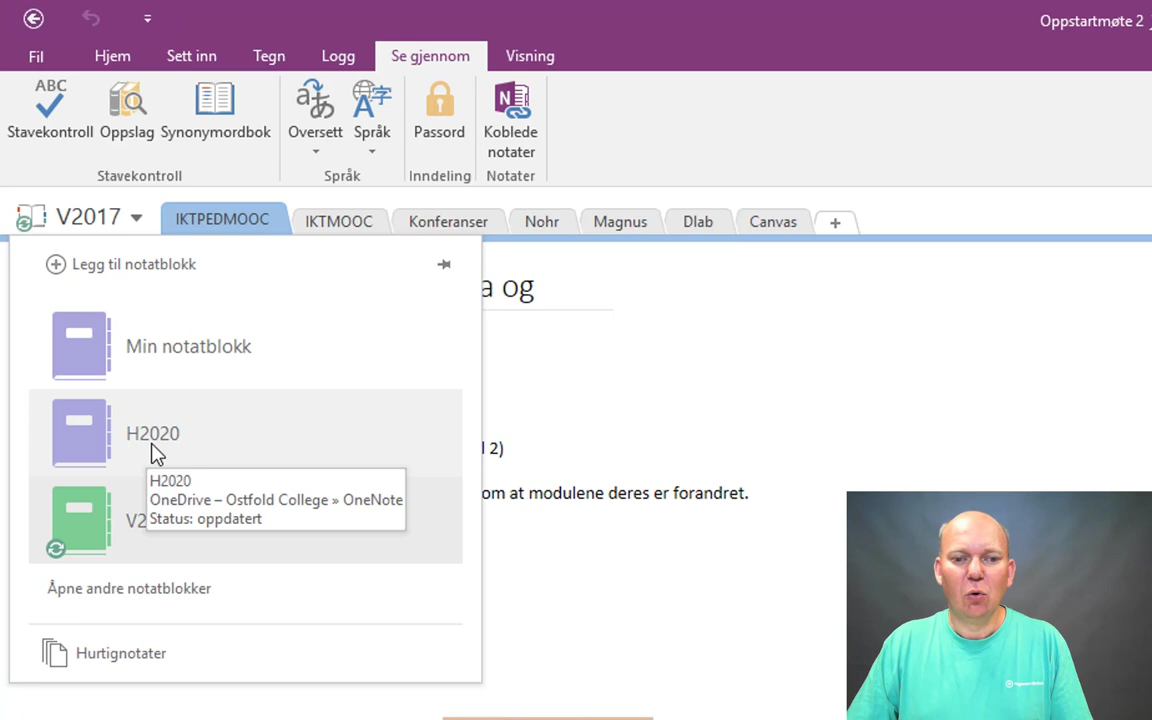 Oppstartmøte 2
Fil Hjem Sett inn Tegn Logg Se gjennom Visning
ABC
Stavekontroll Oppslag Synonymordbok Oversett Språk Passord Koblede
notater
Stavekontroll Språk Inndeling Notater
V2017 IKTPEDMOOC IKTMOOC Konferanser Nohr Magnus Dlab Canvas +
Legg til notatblokk
a og
Min notatblokk
H2020
l 2)
H2020
OneDrive – Ostfold College » OneNote
om at modulene deres er forandret.
V2
Status: oppdatert
Åpne andre notatblokker
Hurtignotater